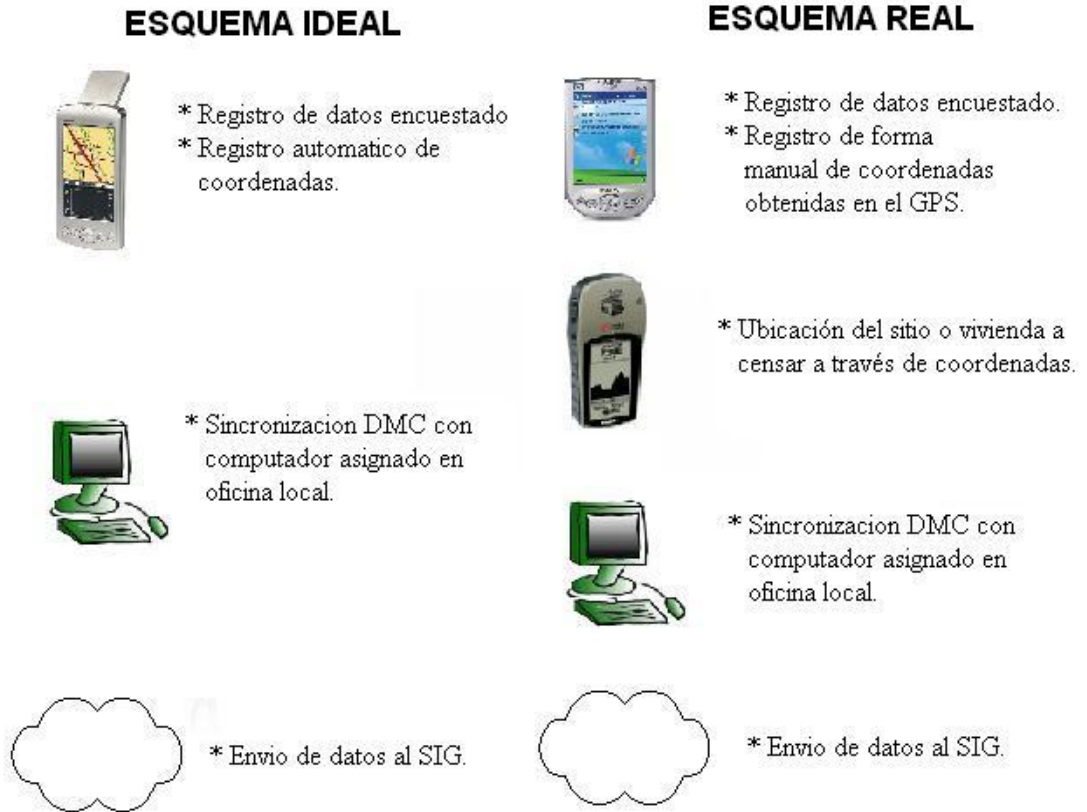 ESQUEMA IDEAL
* Registro de datos encuestado
* Registro automatico de
coordenadas.
* Sincronizacion DMC con
computador asignado en
oficina local.
* Envio de datos al SIG.
ESQUEMA REAL
* Registro de datos encuestado.
* Registro de forma
manual de coordenadas
obtenidas en el GPS.
* Ubicación del sitio o vivienda a
censar a través de coordenadas.
* Sincronizacion DMC con
computador asignado en
oficina local.
* Envio de datos al SIG.